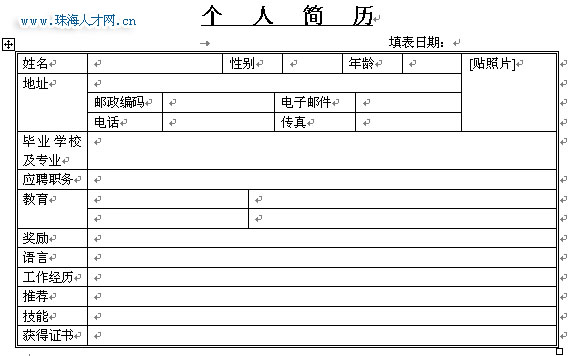 个 人 简 历
www.珠海人才网.cn
填表日期：
姓名 性别 年龄 [贴照片]
地址
邮政编码 电子邮件
电话 传真
毕业学校
及专业
应聘职务
教育
奖励
语言
工作经历
推荐
技能
获得证书